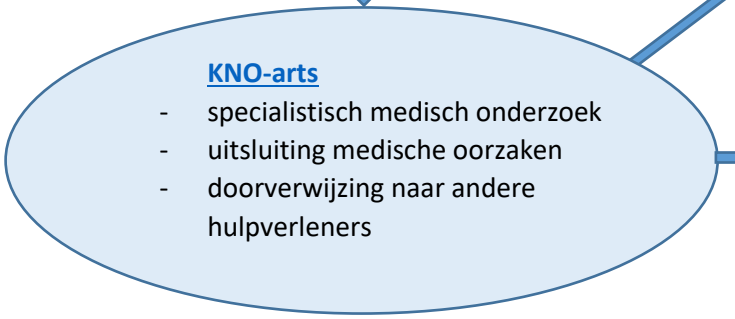 KNO-arts
- specialistisch medisch onderzoek
- uitsluiting medische oorzaken
- doorverwijzing naar andere
hulpverleners